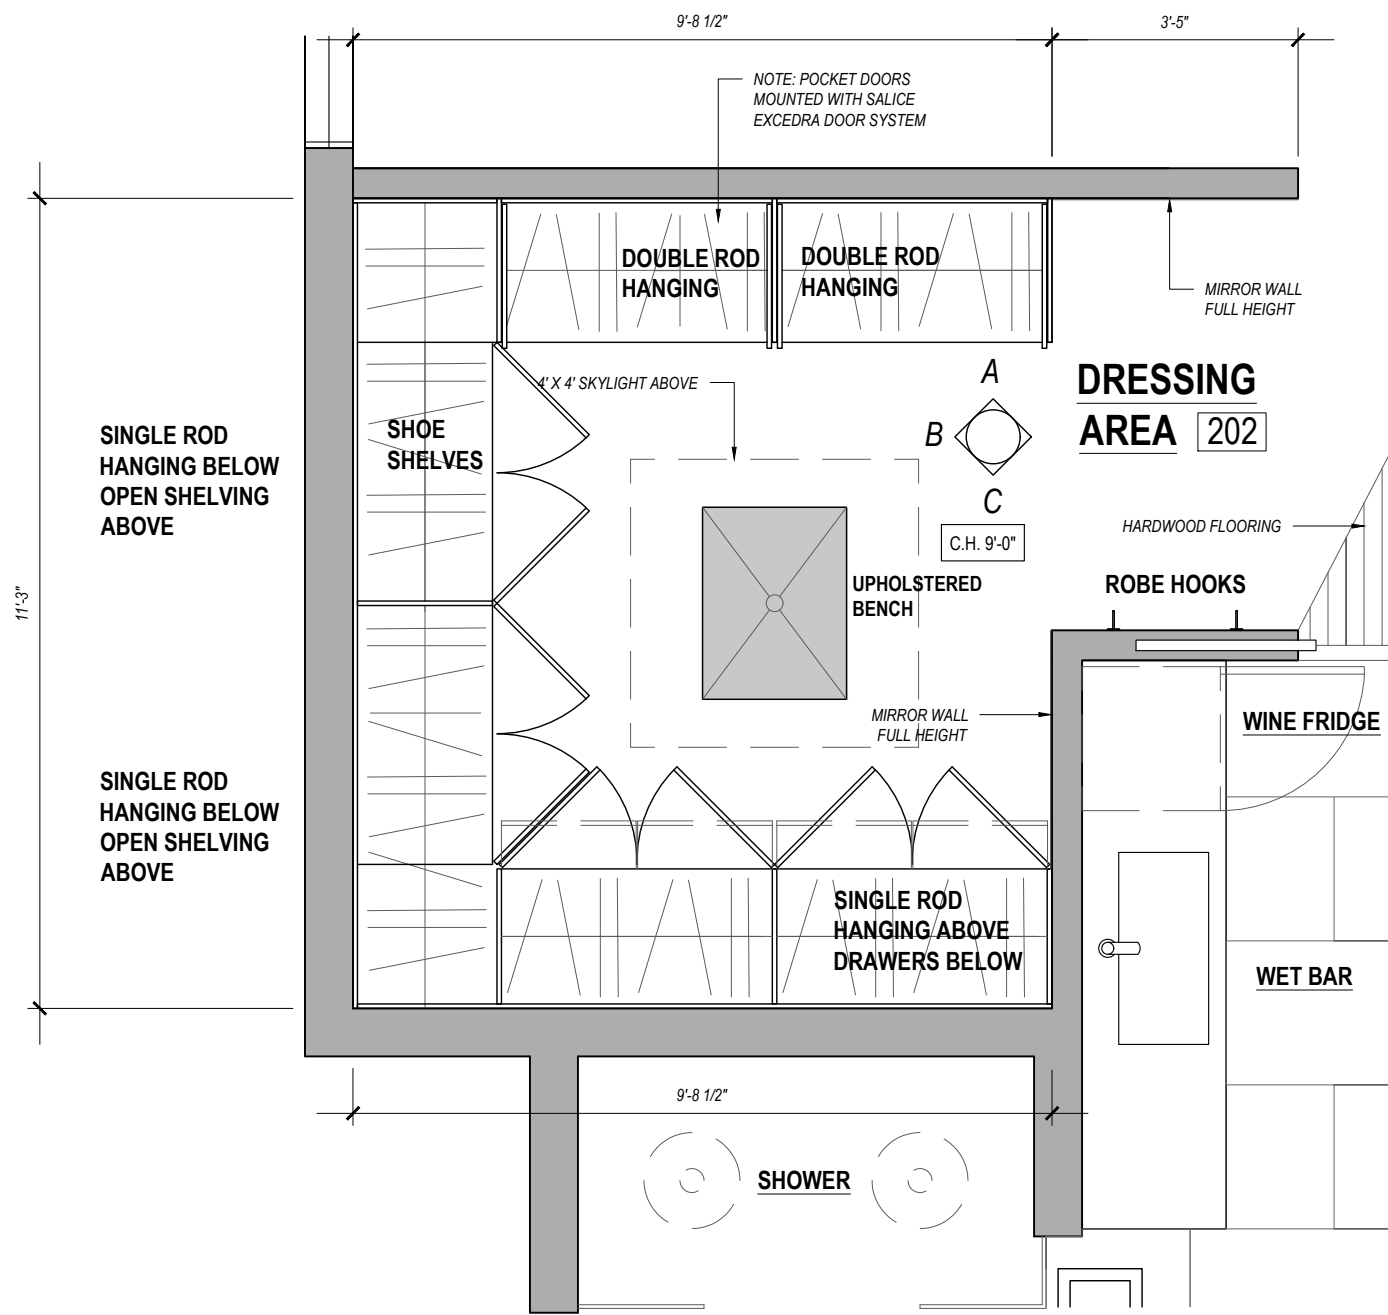 9'-8 1/2"
3'-5"
NOTE: POCKET DOORS
MOUNTED WITH SALICE
EXCEDRA DOOR SYSTEM
DOUBLE ROD
HANGING
DOUBLE ROD
HANGING
MIRROR WALL
FULL HEIGHT
4' X 4' SKYLIGHT ABOVE
A
B
C
DRESSING
AREA 202
SINGLE ROD
HANGING BELOW
OPEN SHELVING
ABOVE
SHOE
SHELVES
C.H. 9'-0"
HARDWOOD FLOORING
UPHOLSTERED
BENCH
ROBE HOOKS
11'-3"
MIRROR WALL
FULL HEIGHT
WINE FRIDGE
SINGLE ROD
HANGING BELOW
OPEN SHELVING
ABOVE
SINGLE ROD
HANGING ABOVE
DRAWERS BELOW
WET BAR
9'-8 1/2"
SHOWER